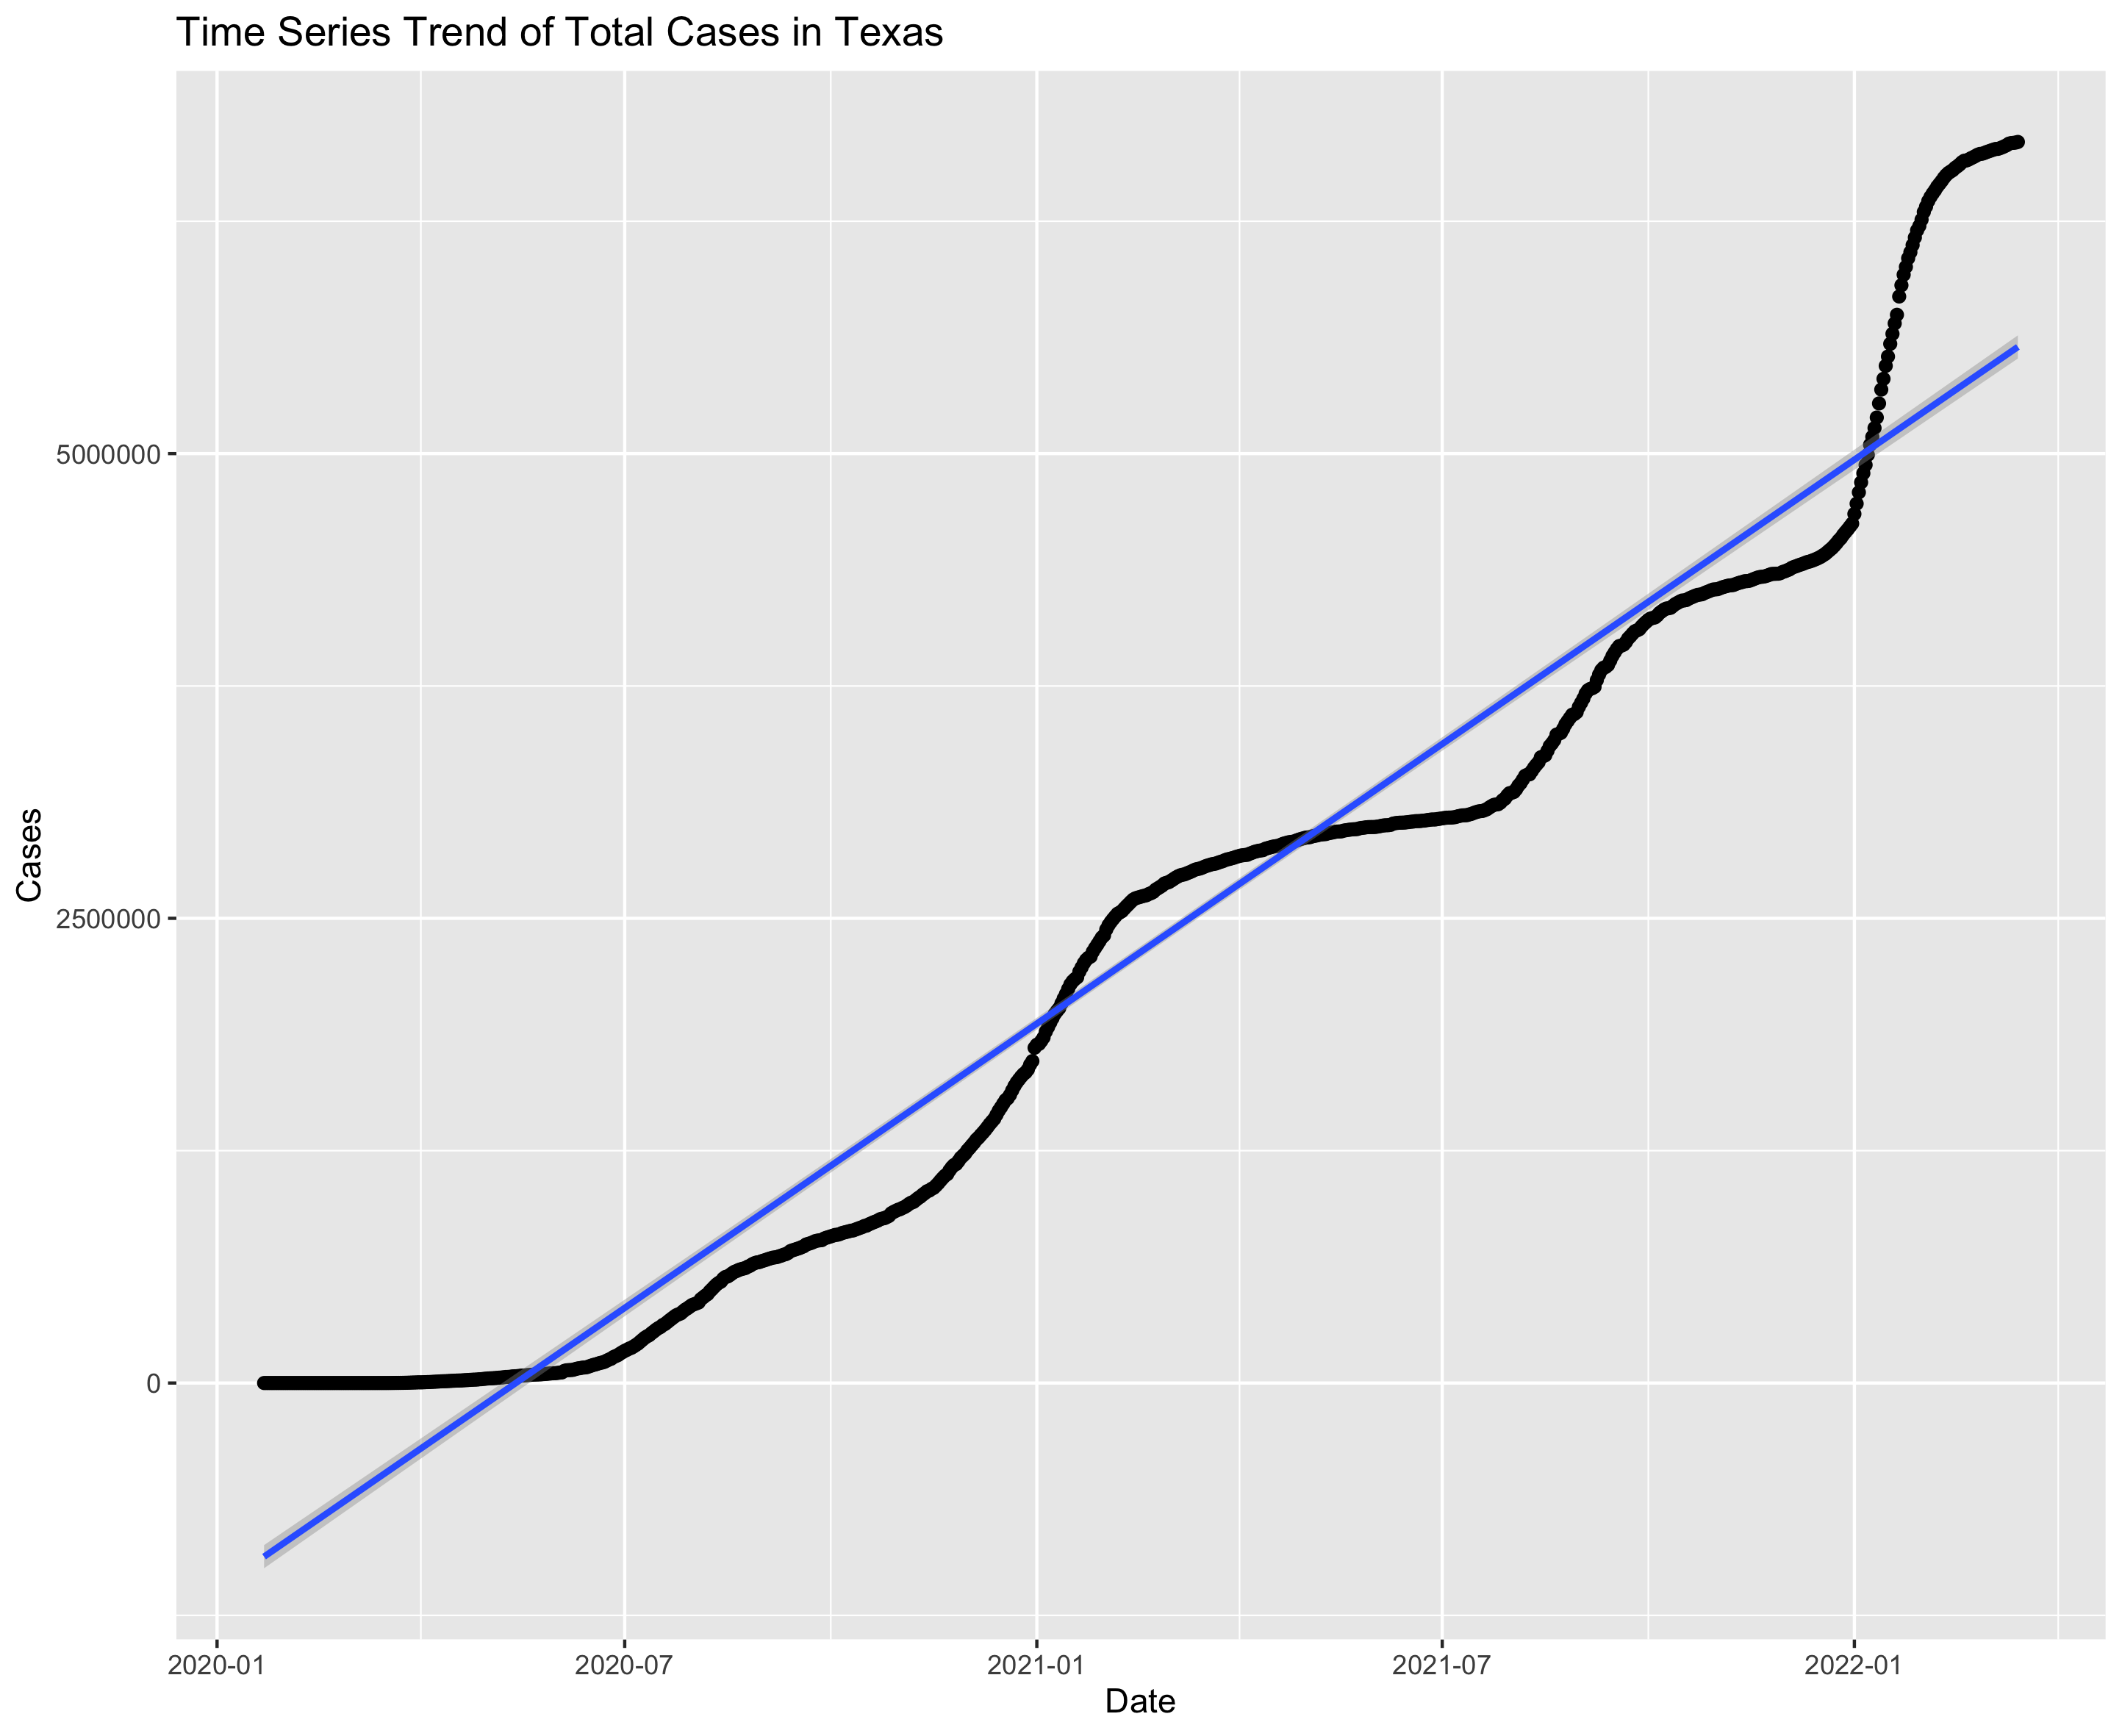 Time Series Trend of Total Cases in Texas
Cases
5000000
2500000
0
2020-01 2020-07 2021-01 2021-07 2022-01
Date